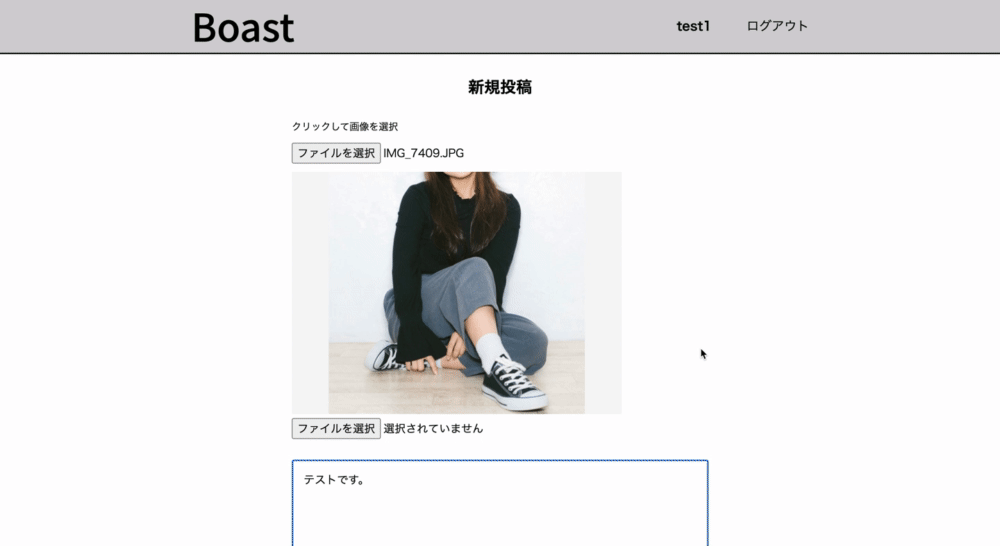 Boast
test1 ログアウト
新規投稿
クリックして画像を選択
ファイルを選択 IMG_7409.JPG
ファイルを選択 選択されていません
テストです。